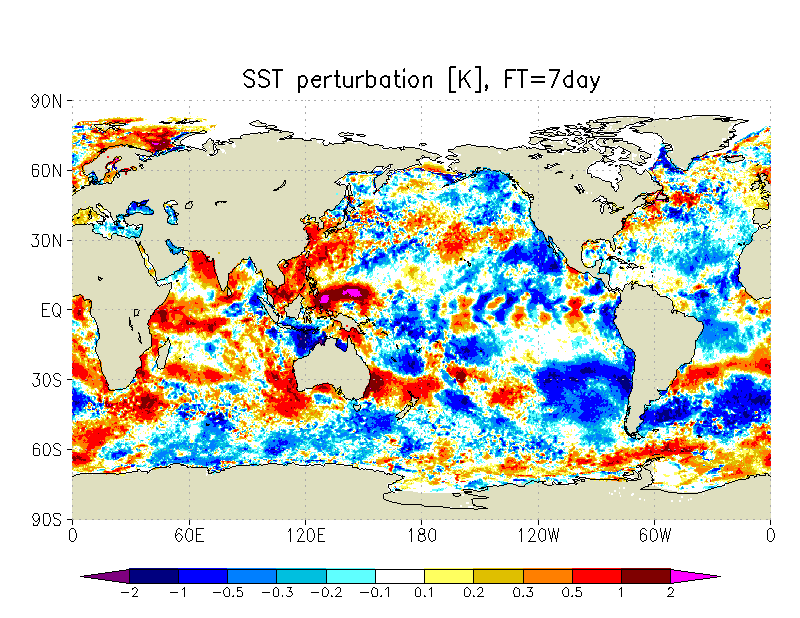 SST perturbation [K], FT=7day
90N
60N
30N
EQ
30S
60S
90S
0 60E 120E 180 120W 60W 0
-2 -1 -0.5 -0.3 -0.2 -0.1 0.1 0.2 0.3 0.5 1 2